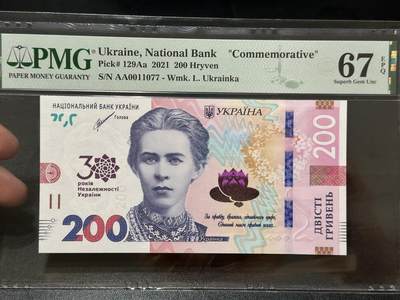 PMG
PAPER MONEY GUARANTY
Ukraine, National Bank "Commemorative"
Pick# 129Aa 2021 200 Hryven
S/N AA0011077 - Wmk. L. Ukrainka
67 EPQ
Superb Gem Unc
НАЦІОНАЛЬНИЙ БАНК УКРАЇНИ
Голова
УКРАЇНА
200
30
років
Незалежності
України
ДВІСТІ
ГРИВЕНЬ
200